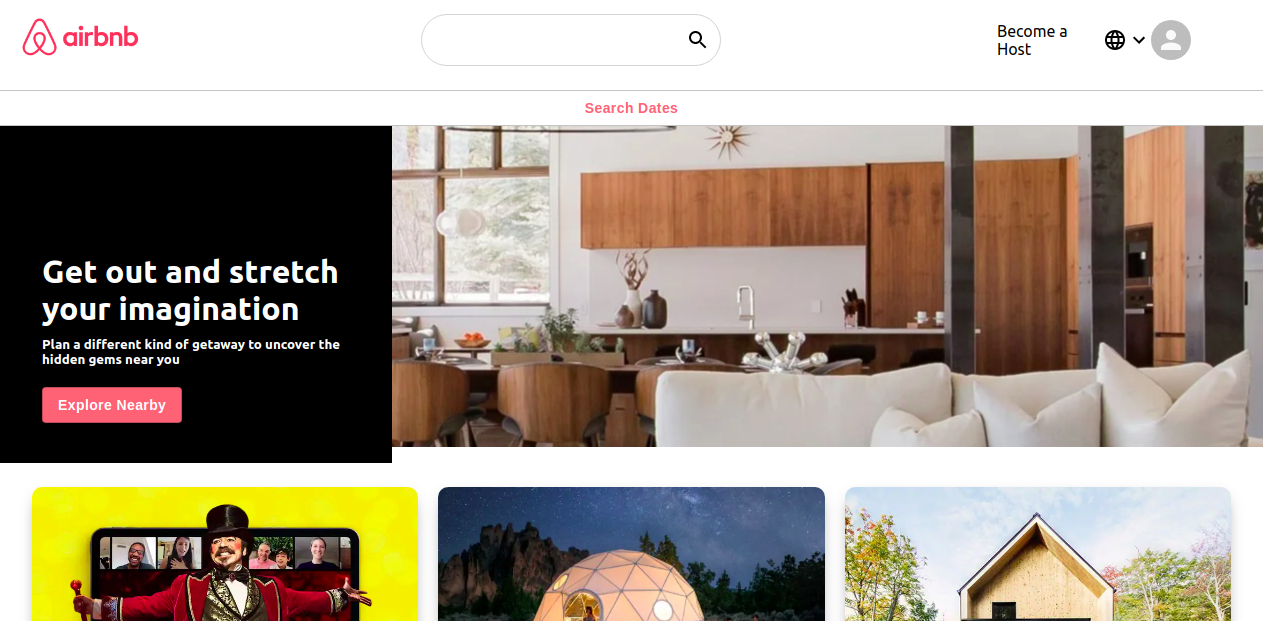 airbnb
Become a
Host
Search Dates
Get out and stretch
your imagination
Plan a different kind of getaway to uncover the
hidden gems near you
Explore Nearby